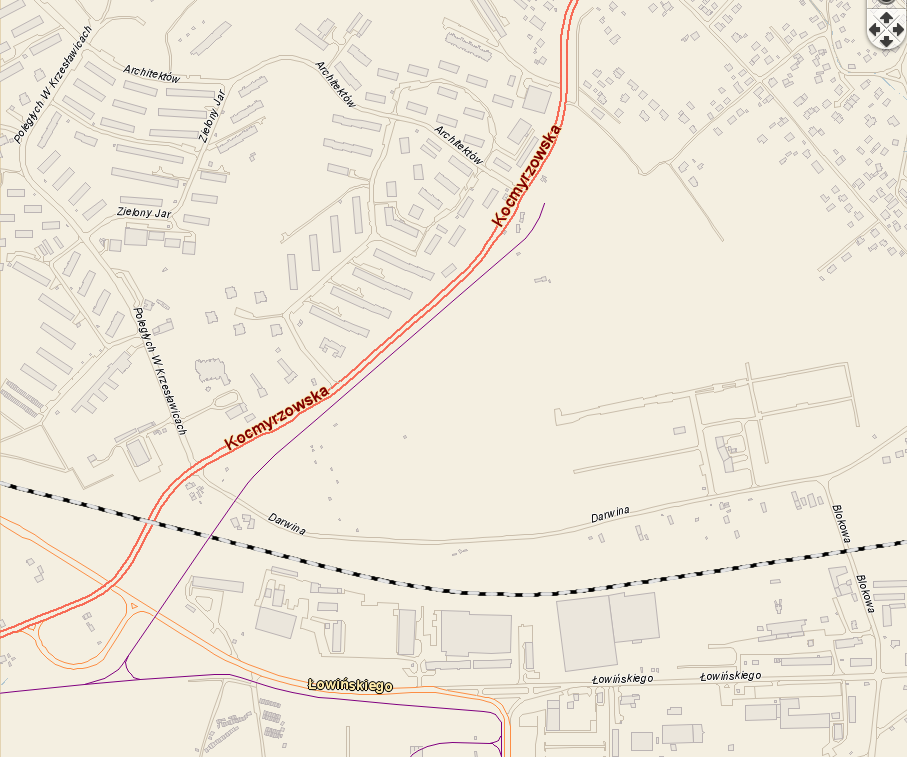 Poległych W Krzesławicach
Architektów
Architektów
Zielony Jar
Architektów
Kocmyrzowska
Zielony Jar
Poległych W Krzesławicach
Kocmyrzowska
Darwina
Darwina
Blokowa
Blokowa
Łowińskiego
Łowińskiego
Łowińskiego